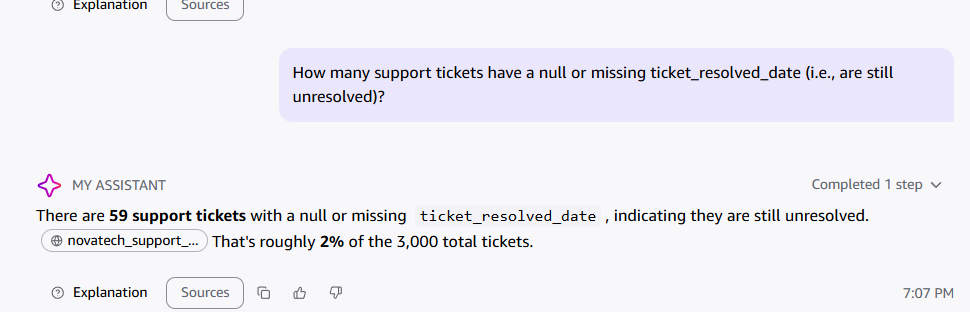 Explanation Sources
How many support tickets have a null or missing ticket_resolved_date (i.e., are still
unresolved)?
MY ASSISTANT Completed 1 step
There are 59 support tickets with a null or missing ticket_resolved_date , indicating they are still unresolved.
novatech_support_... That's roughly 2% of the 3,000 total tickets.
Explanation Sources 7:07 PM